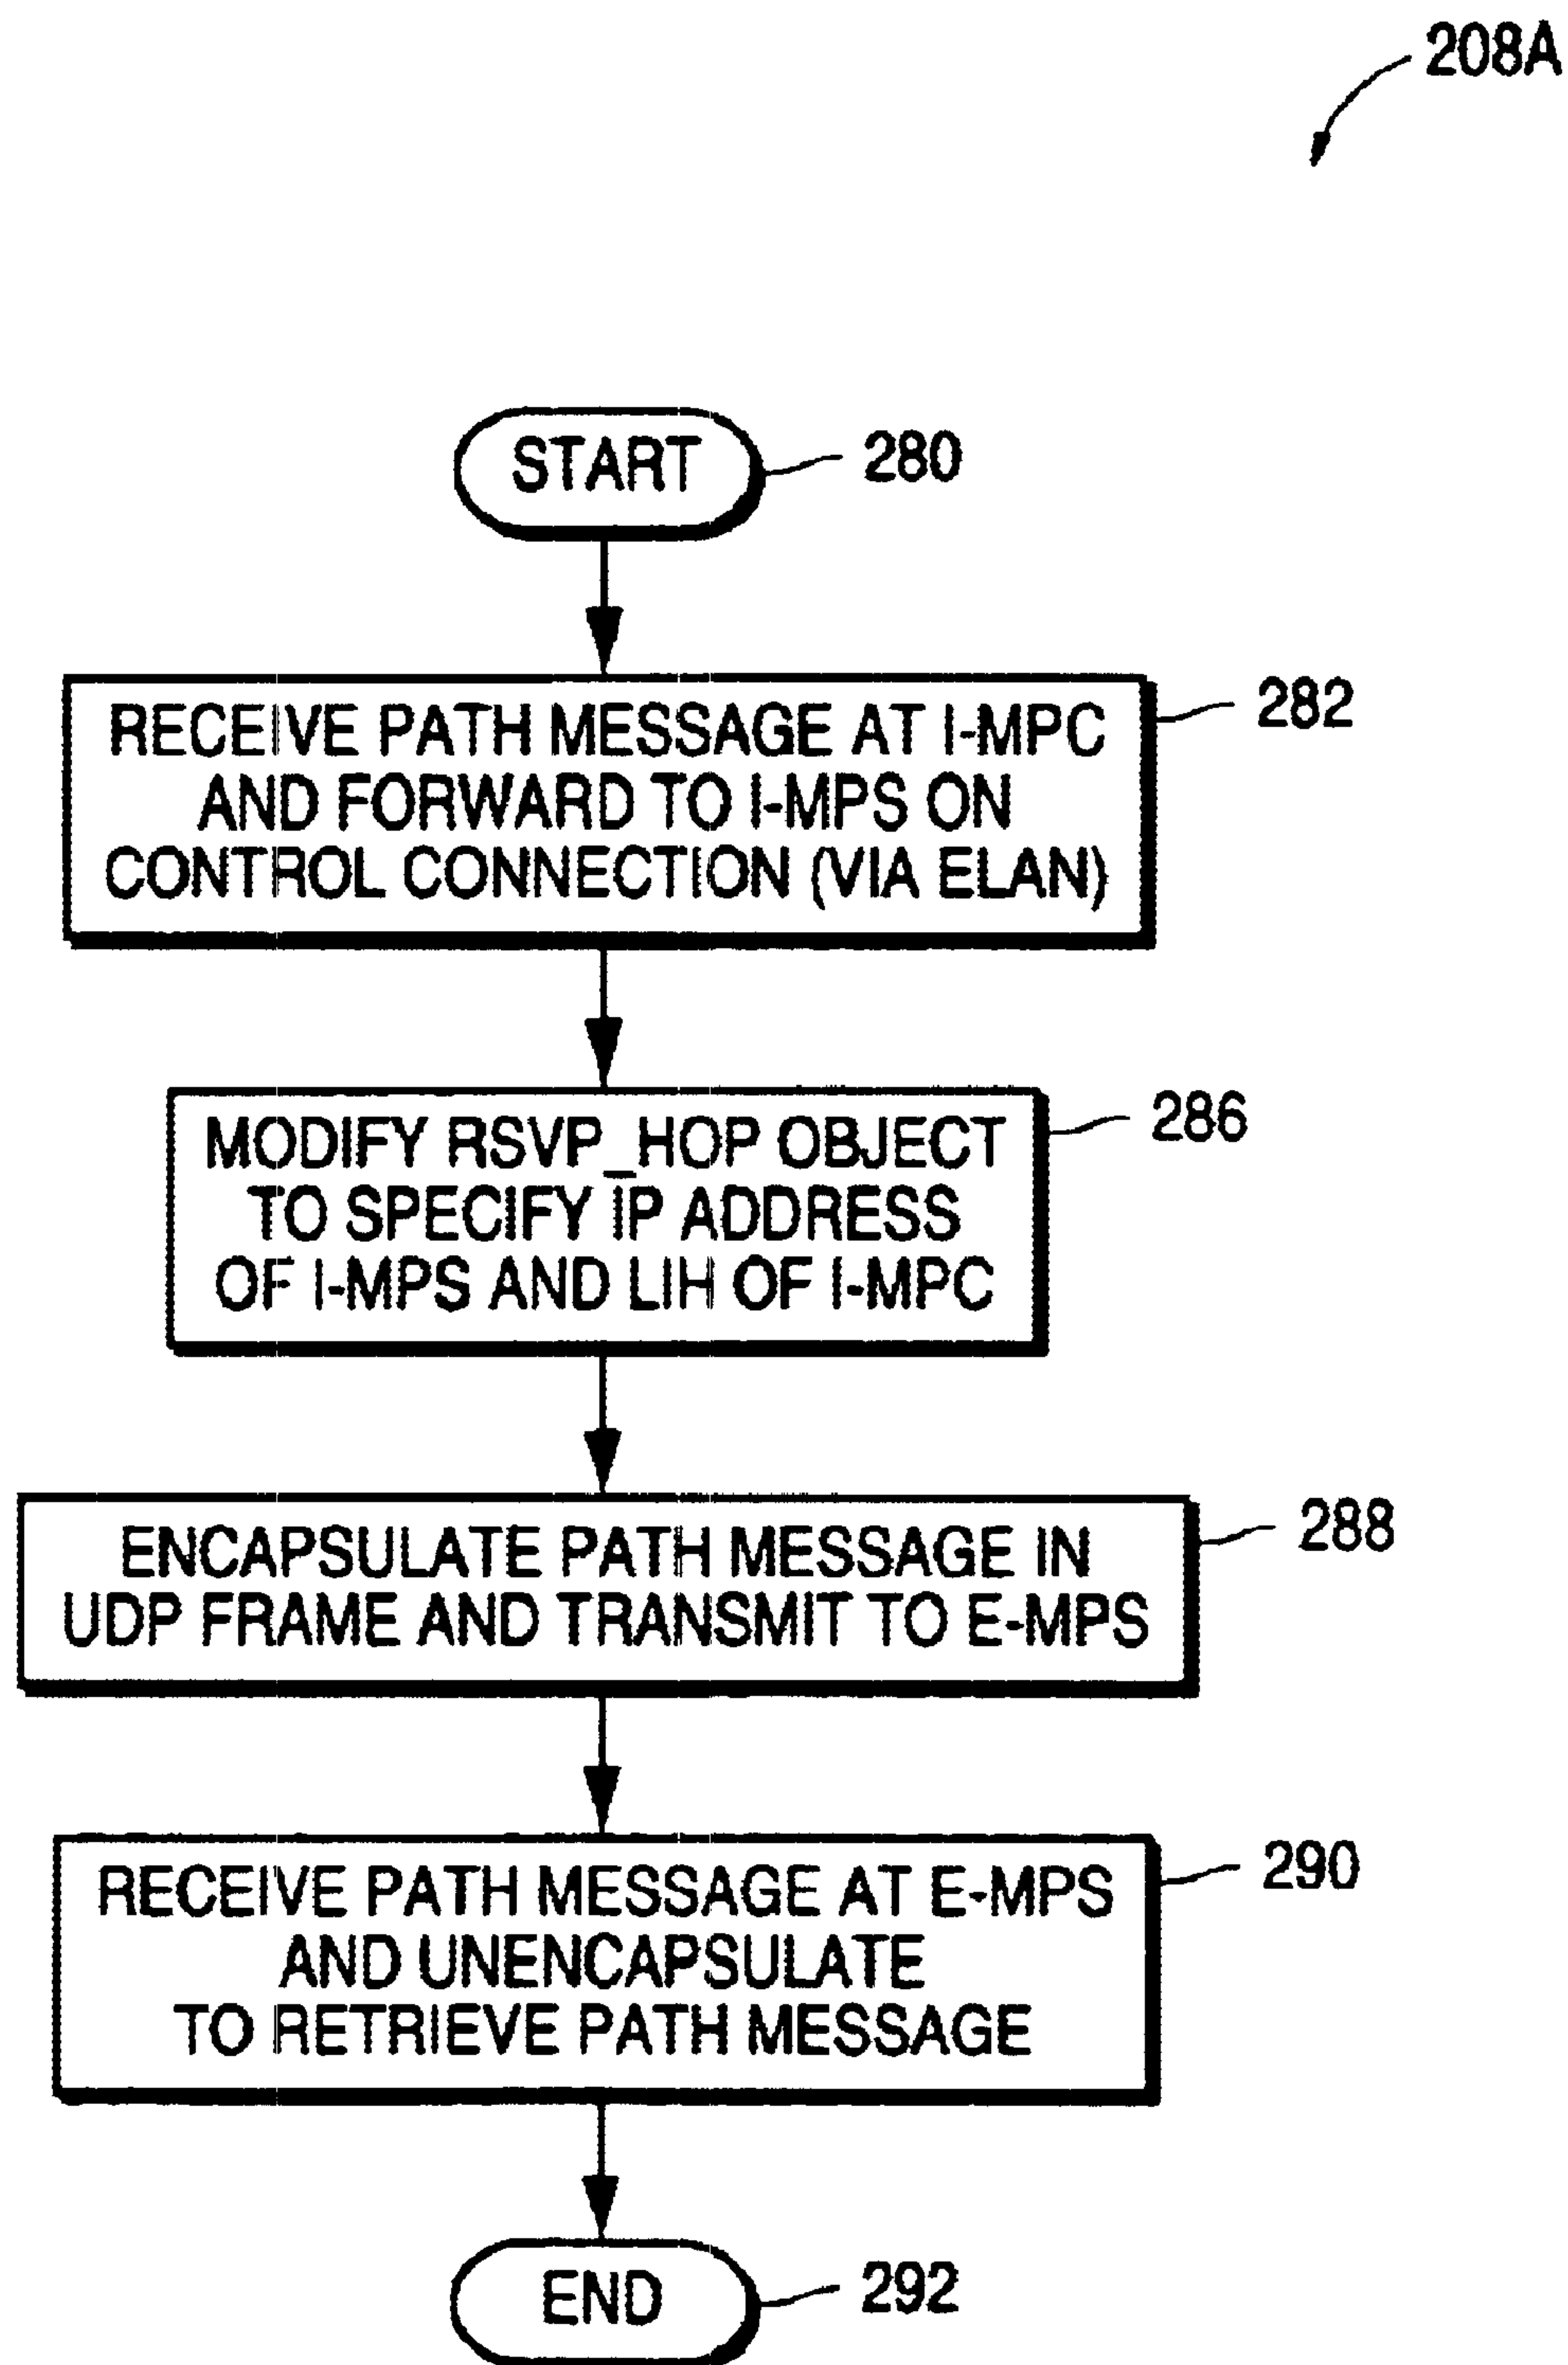 208A
START
280
RECEIVE PATH MESSAGE AT I-MPC
AND FORWARD TO I-MPS ON
CONTROL CONNECTION (VIA ELAN)
282
MODIFY RSVP_HOP OBJECT
TO SPECIFY IP ADDRESS
OF I-MPS AND LIH OF I-MPC
286
ENCAPSULATE PATH MESSAGE IN
UDP FRAME AND TRANSMIT TO E-MPS
288
RECEIVE PATH MESSAGE AT E-MPS
AND UNENCAPSULATE
TO RETRIEVE PATH MESSAGE
290
END
292